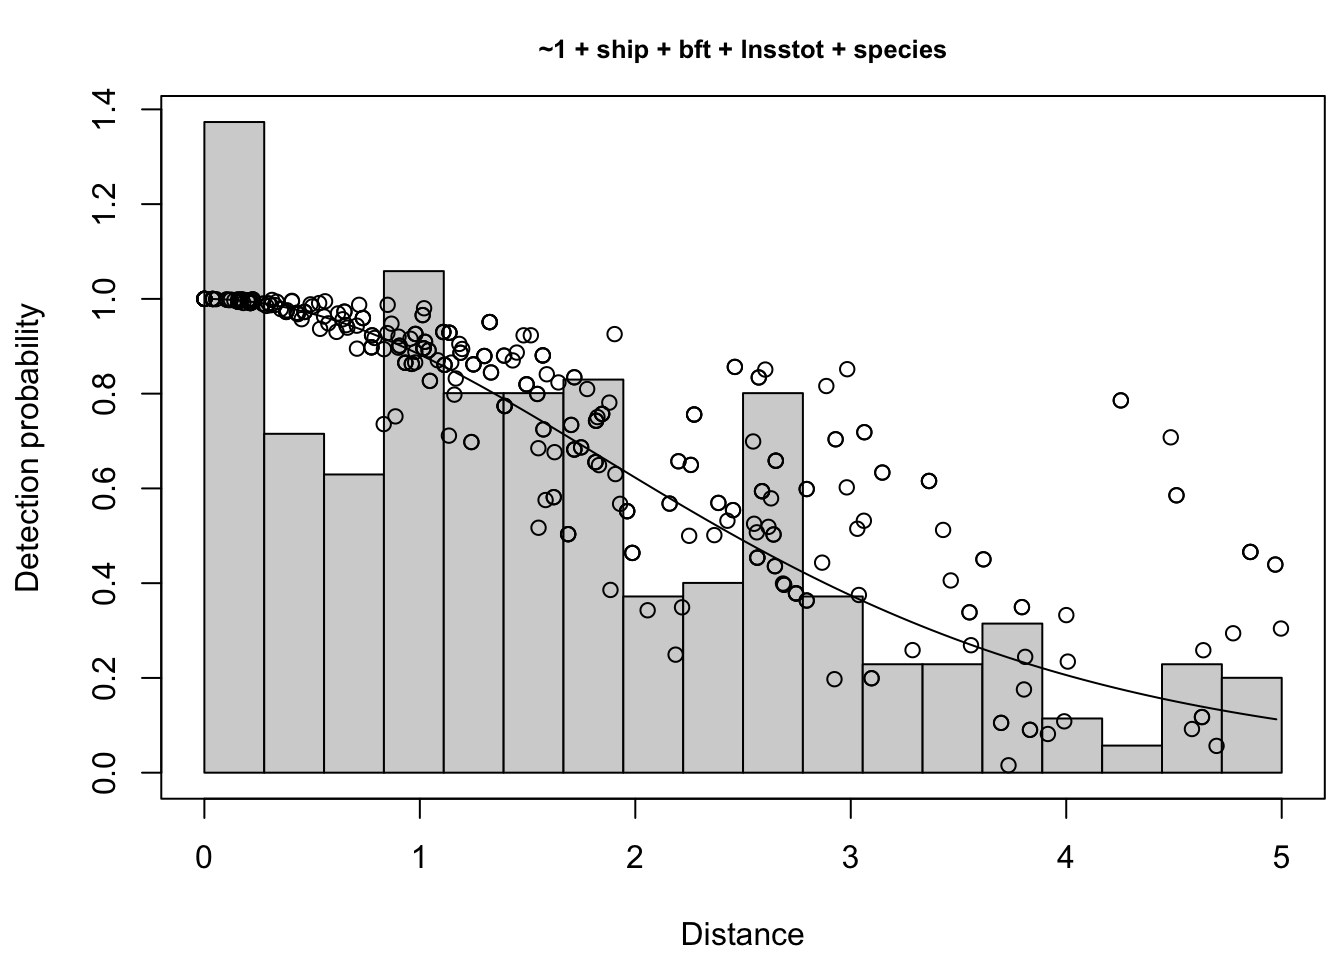 ~1 + ship + bft + lnsstot + species
Detection probability
1.4
1.2
1.0
0.8
0.6
0.4
0.2
0.0
0 1 2 3 4 5
Distance